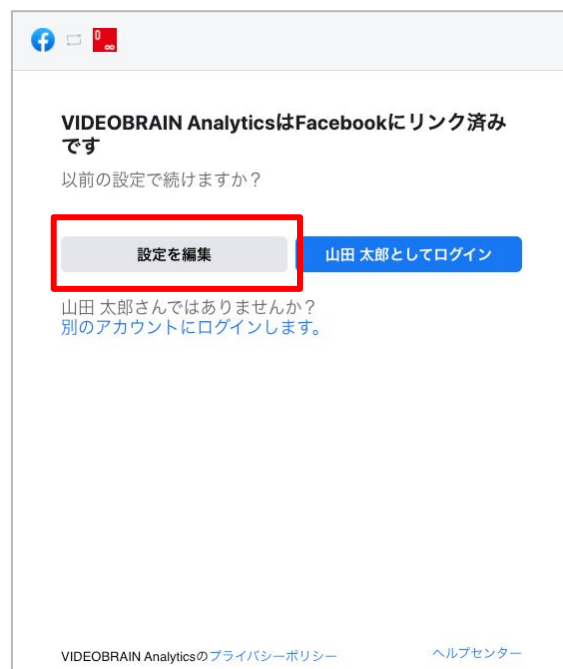 VIDEOBRAIN AnalyticsはFacebookにリンク済み
です
以前の設定で続けますか？
設定を編集
山田 太郎としてログイン
山田 太郎さんではありませんか？
別のアカウントにログインします。
VIDEOBRAIN Analyticsのプライバシーポリシー
ヘルプセンター